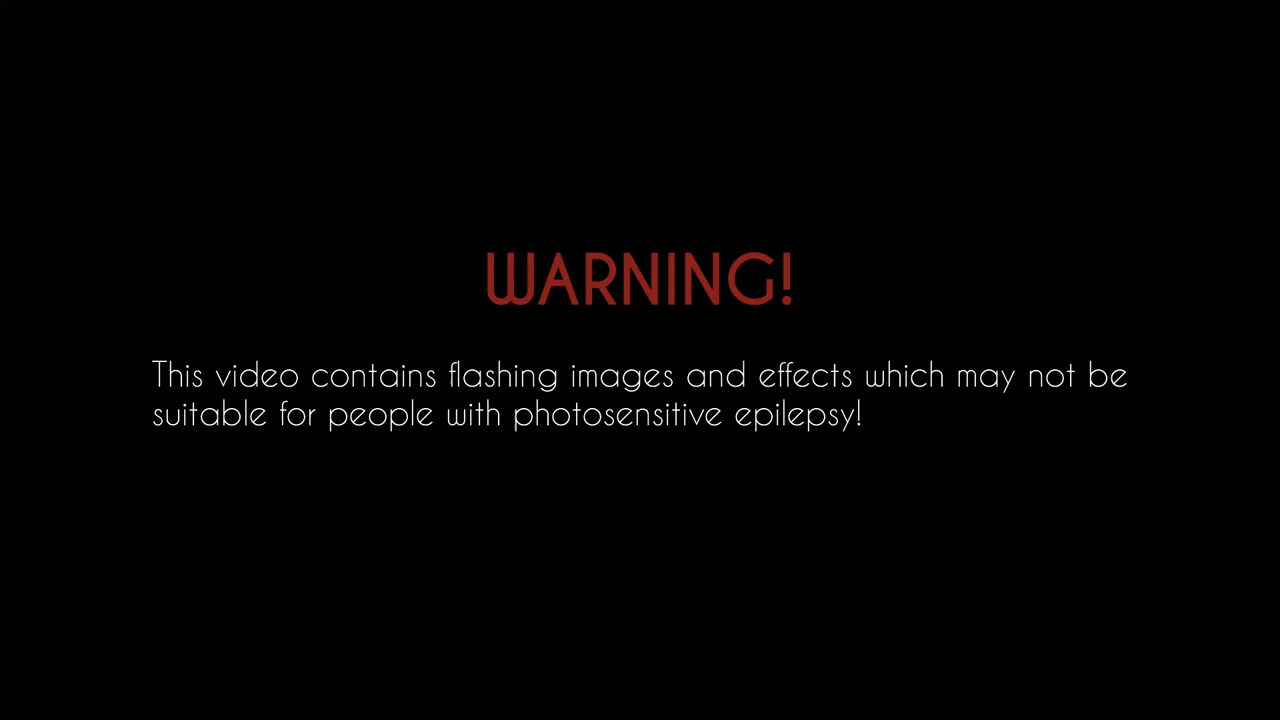 WARNING!
This video contains flashing images and effects which may not be
suitable for people with photosensitive epilepsy!